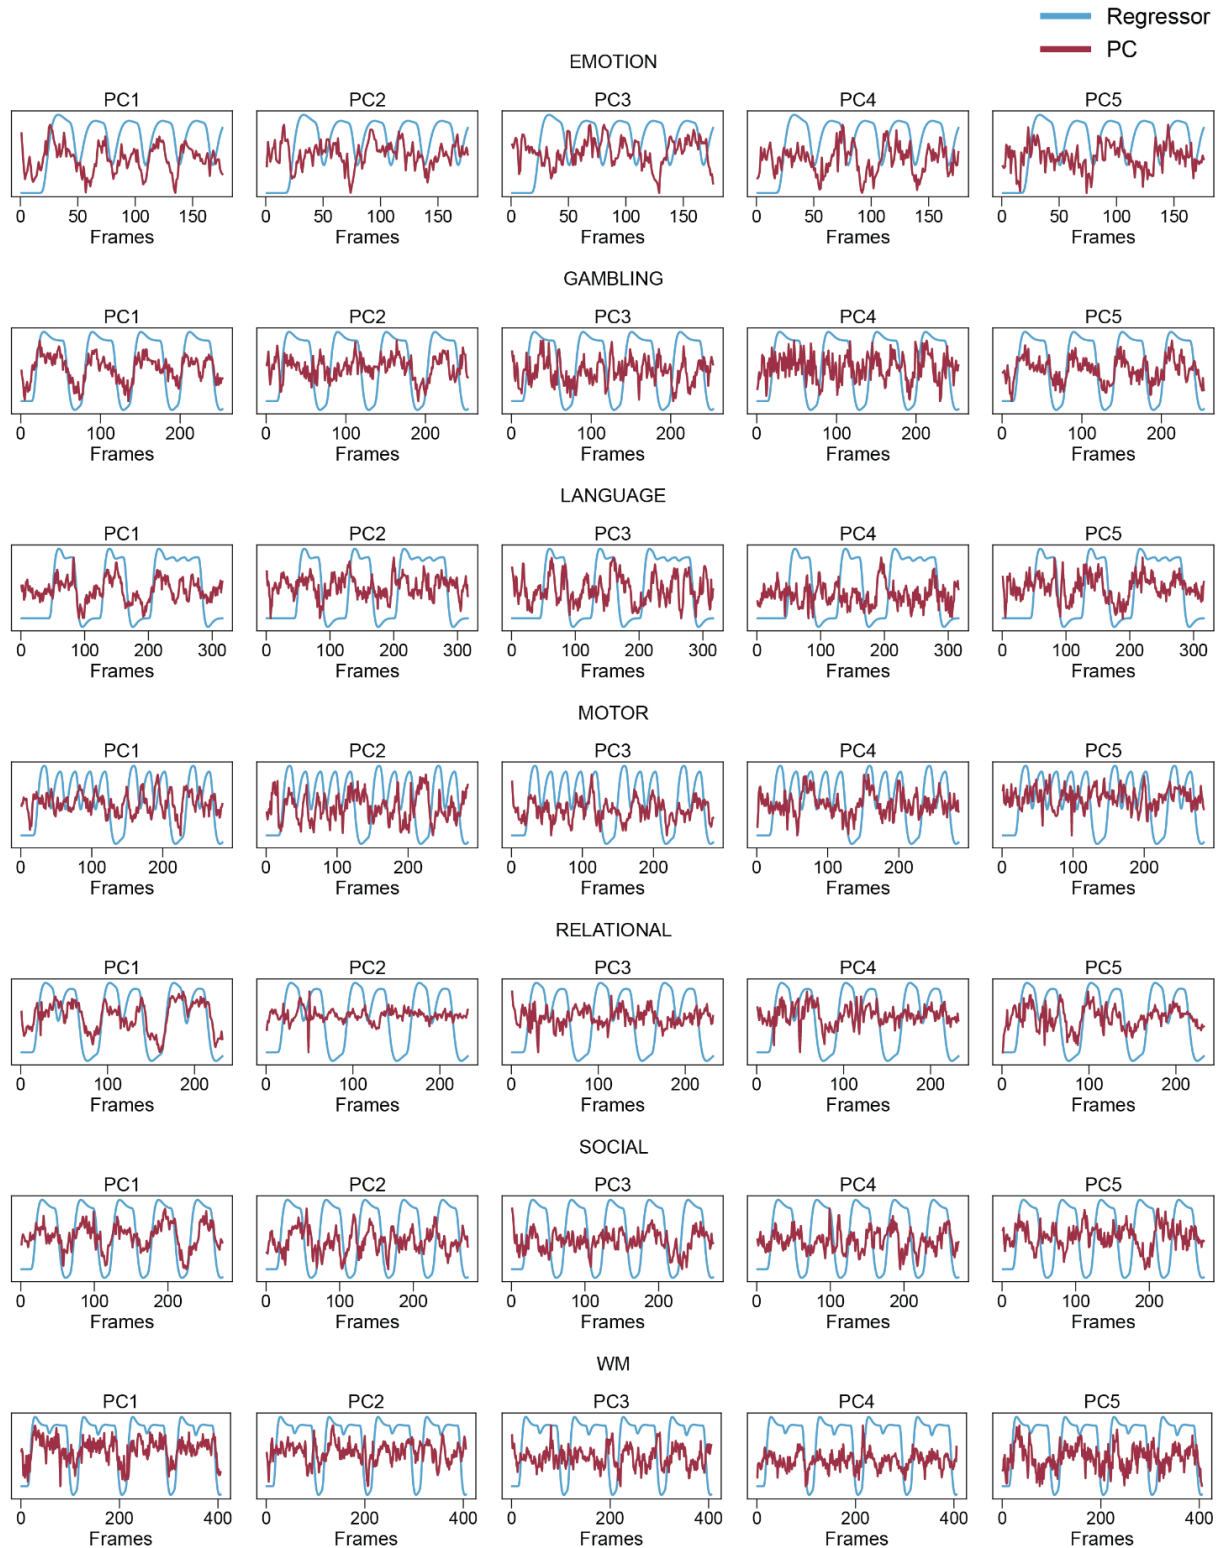 Regressor
PC
EMOTION
PC1 PC2 PC3 PC4 PC5
0 50 100 150 0 50 100 150 0 50 100 150 0 50 100 150 0 50 100 150
Frames Frames Frames Frames Frames
GAMBLING
PC1 PC2 PC3 PC4 PC5
0 100 200 0 100 200 0 100 200 0 100 200 0 100 200
Frames Frames Frames Frames Frames
LANGUAGE
PC1 PC2 PC3 PC4 PC5
0 100 200 300 0 100 200 300 0 100 200 300 0 100 200 300 0 100 200 300
Frames Frames Frames Frames Frames
MOTOR
PC1 PC2 PC3 PC4 PC5
0 100 200 0 100 200 0 100 200 0 100 200 0 100 200
Frames Frames Frames Frames Frames
RELATIONAL
PC1 PC2 PC3 PC4 PC5
0 100 200 0 100 200 0 100 200 0 100 200 0 100 200
Frames Frames Frames Frames Frames
SOCIAL
PC1 PC2 PC3 PC4 PC5
0 100 200 0 100 200 0 100 200 0 100 200 0 100 200
Frames Frames Frames Frames Frames
WM
PC1 PC2 PC3 PC4 PC5
0 200 400 0 200 400 0 200 400 0 200 400 0 200 400
Frames Frames Frames Frames Frames